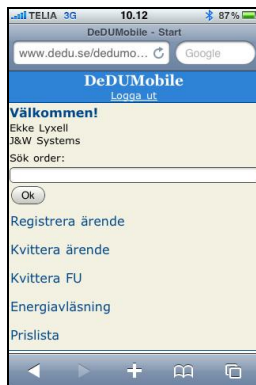 TELIA 3G 10.12 87%
DeDUMobile - Start
www.dedu.se/dedumo... Google
DeDUMobile
Logga ut
Välkommen!
Ekke Lyxell
J&W Systems
Sök order:
Ok
Registrera ärende
Kvittera ärende
Kvittera FU
Energiavläsning
Prislista